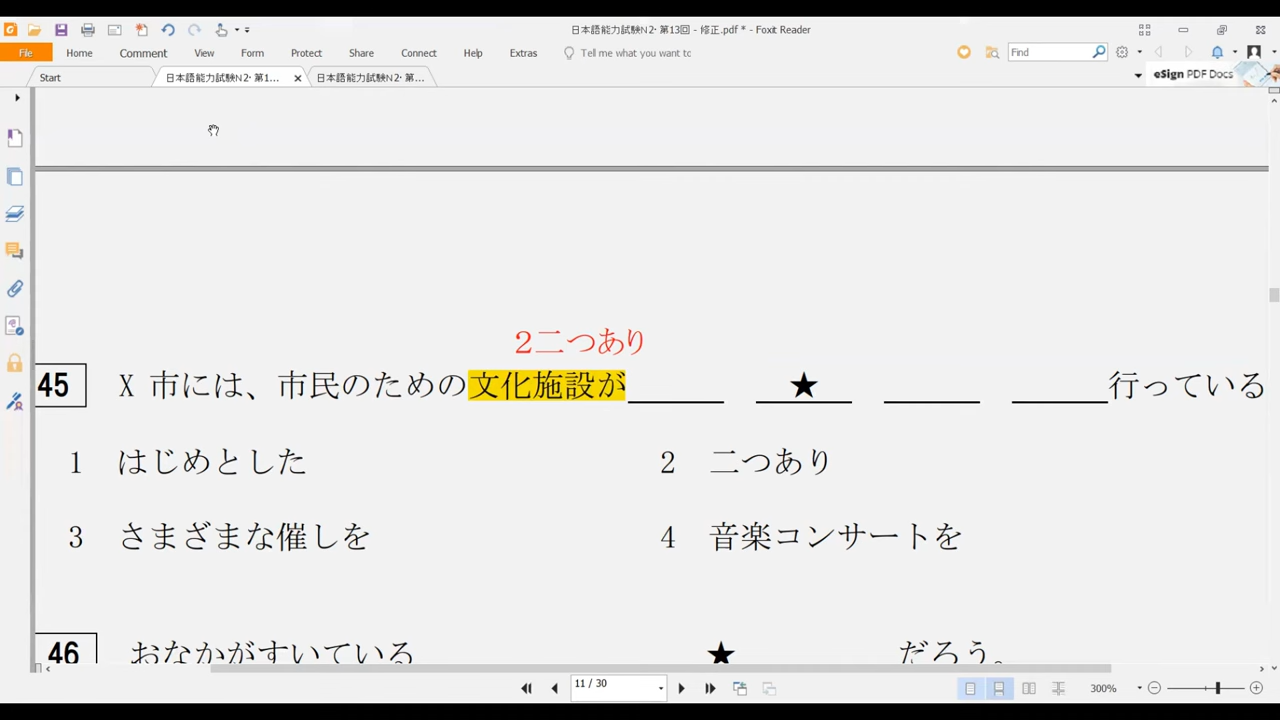 日本語能力試験N2· 第13回 - 修正.pdf * - Foxit Reader
File Home Comment View Form Protect Share Connect Help Extras Tell me what you want to Find
Start 日本語能力試験N2· 第1... 日本語能力試験N2· 第... eSign PDF Docs
2二つあり
45 X 市には、市民のための文化施設が ★ 行っている
1 はじめとした 2 二つあり
3 さまざまな催しを 4 音楽コンサートを
46 おなかがすいている ★ だろう。
11 / 30 300%